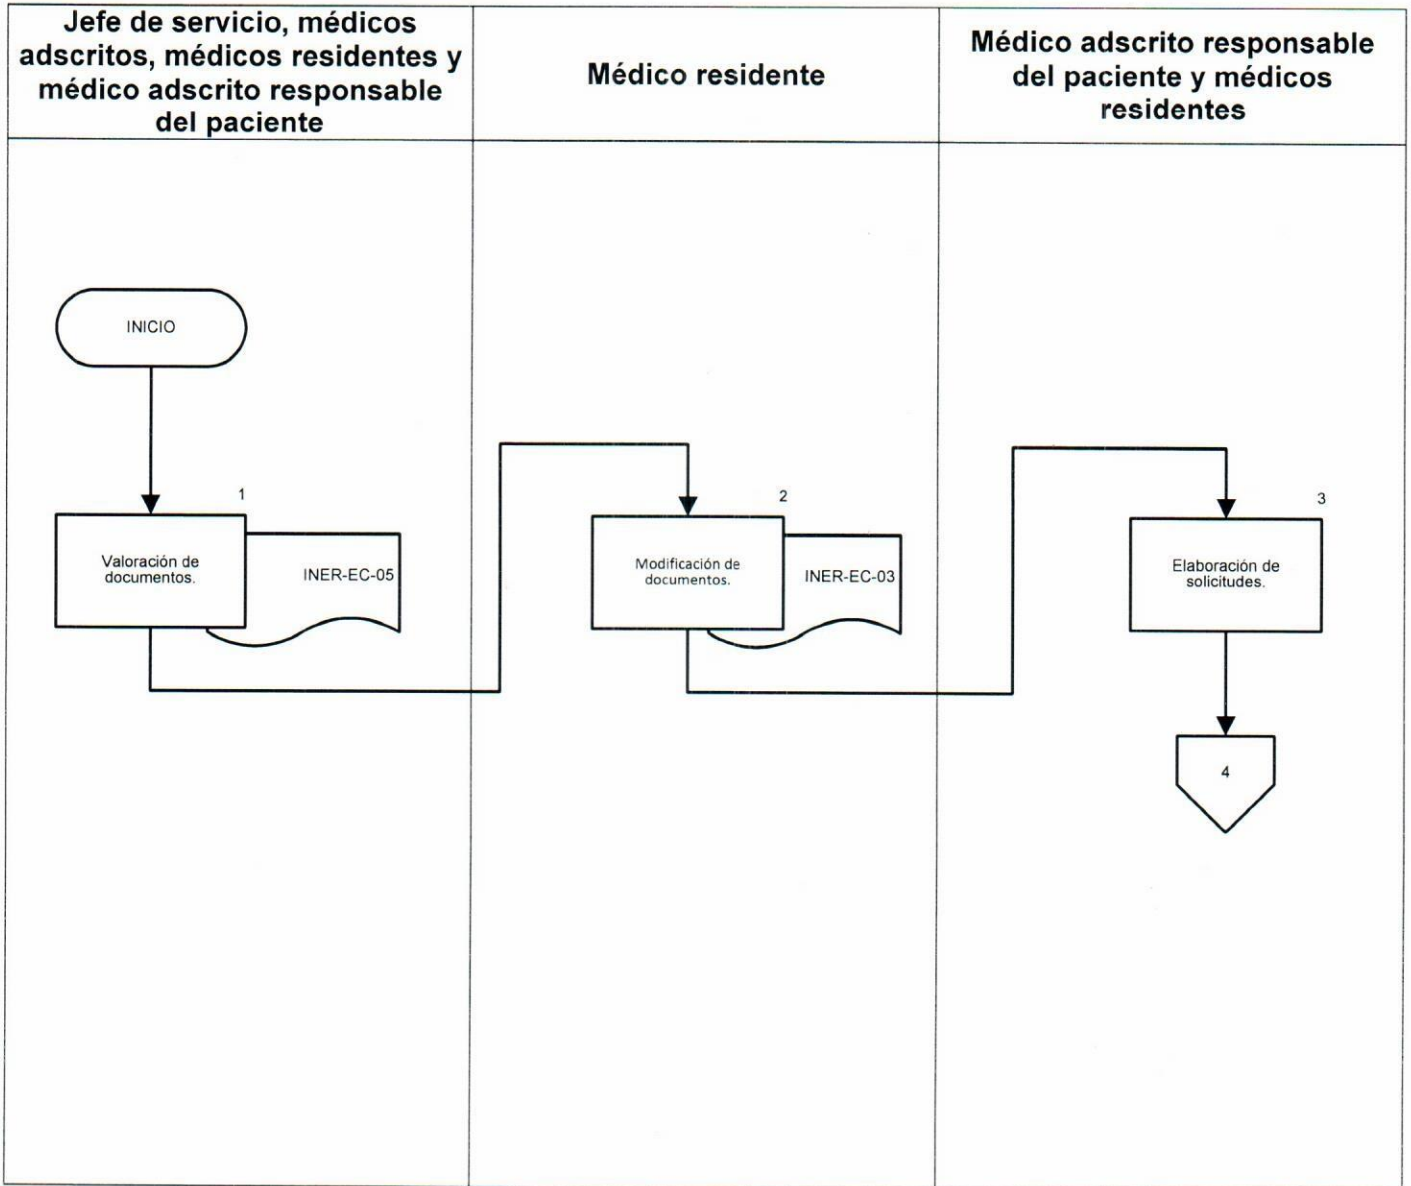 Jefe de servicio, médicos
adscritos, médicos residentes y
médico adscrito responsable
del paciente
Médico residente
Médico adscrito responsable
del paciente y médicos
residentes
INICIO
1
Valoración de
documentos.
INER-EC-05
2
Modificación de
documentos.
INER-EC-03
3
Elaboración de
solicitudes.
4